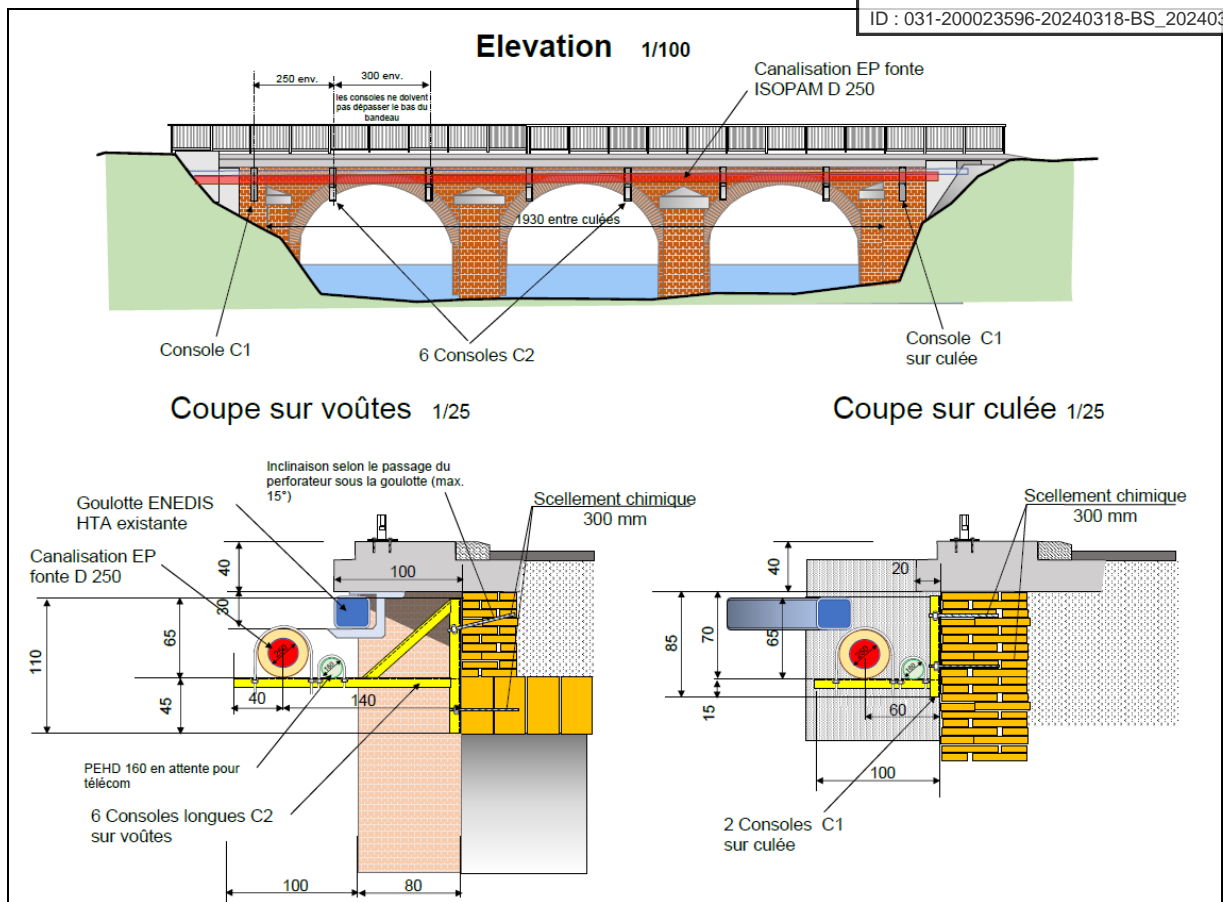 ID : 031-200023596-20240318-BS_202403
Elevation 1/100
250 env.
300 env.
les consoles ne doivent
pas dépasser le bas du
bandeau
Canalisation EP fonte
ISOPAM D 250
1930 entre culées
Console C1
6 Consoles C2
Console C1
sur culée
Coupe sur voûtes 1/25
Coupe sur culée 1/25
Inclinaison selon le passage du
perforateur sous la goulotte (max.
15°)
Goulotte ENEDIS
HTA existante
Scellement chimique
300 mm
Canalisation EP
fonte D 250
40
100
30
65
110
45
250
160
40
140
PEHD 160 en attente pour
télécom
6 Consoles longues C2
sur voûtes
100
80
Scellement chimique
300 mm
40
20
85
70
65
15
250
160
60
100
2 Consoles C1
sur culée